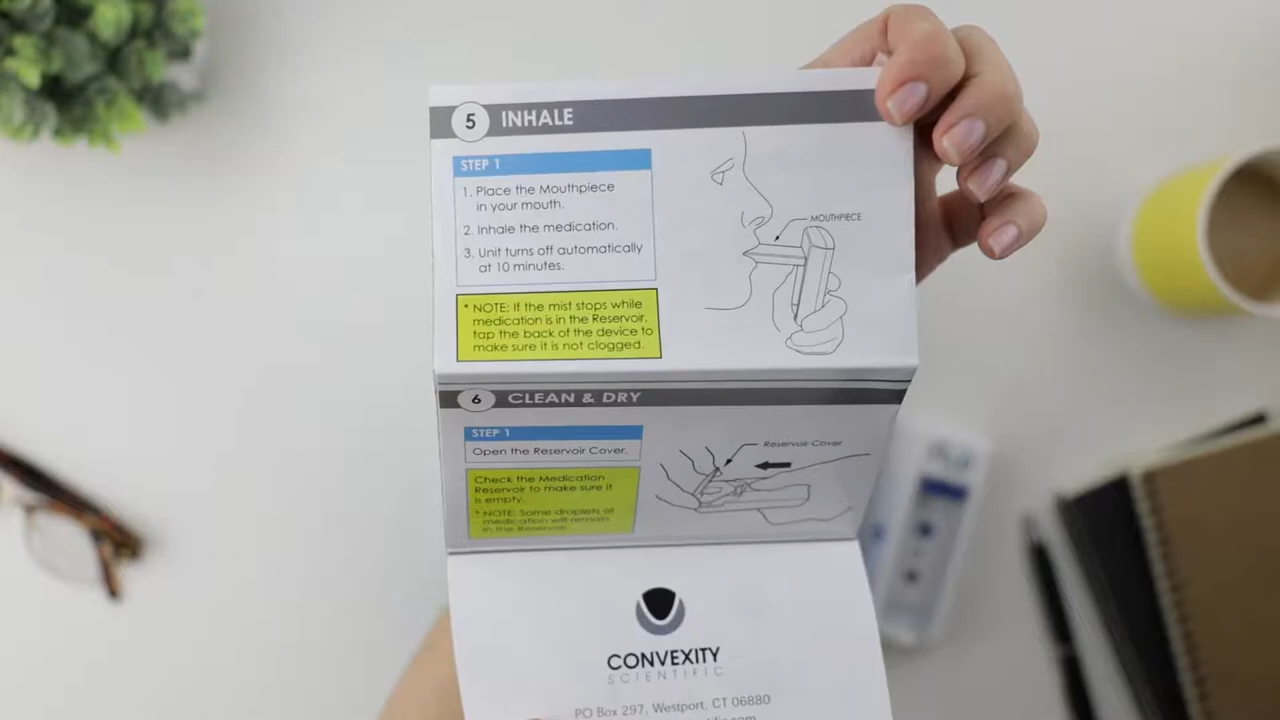 5 INHALE
STEP 1
1. Place the Mouthpiece
in your mouth.
2. Inhale the medication.
3. Unit turns off automatically
at 10 minutes.
MOUTHPIECE
* NOTE: If the mist stops while
medication is in the Reservoir,
tap the back of the device to
make sure it is not clogged.
6 CLEAN & DRY
STEP 1
Open the Reservoir Cover.
Reservoir Cover
Check the Medication
Reservoir to make sure it
is empty.
* NOTE: Some droplets of
medication will remain
in the Reservoir.
CONVEXITY
SCIENTIFIC
PO Box 297, Westport, CT 06880